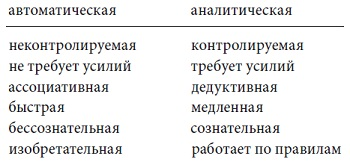 автоматическая аналитическая
неконтролируемая контролируемая
не требует усилий требует усилий
ассоциативная дедуктивная
быстрая медленная
бессознательная сознательная
изобретательная работает по правилам